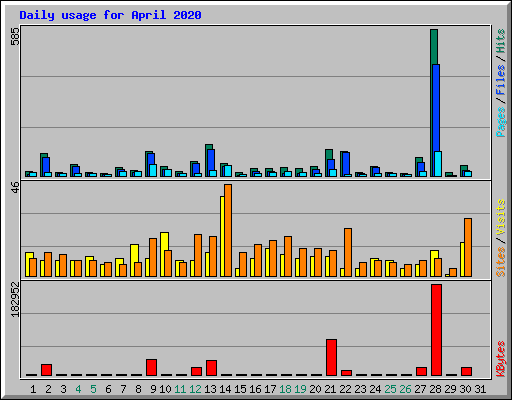 Daily usage for April 2020
585
Pages / Files / Hits
46
Sites / Visits
182952
KBytes
1 2 3 4 5 6 7 8 9 10 11 12 13 14 15 16 17 18 19 20 21 22 23 24 25 26 27 28 29 30 31